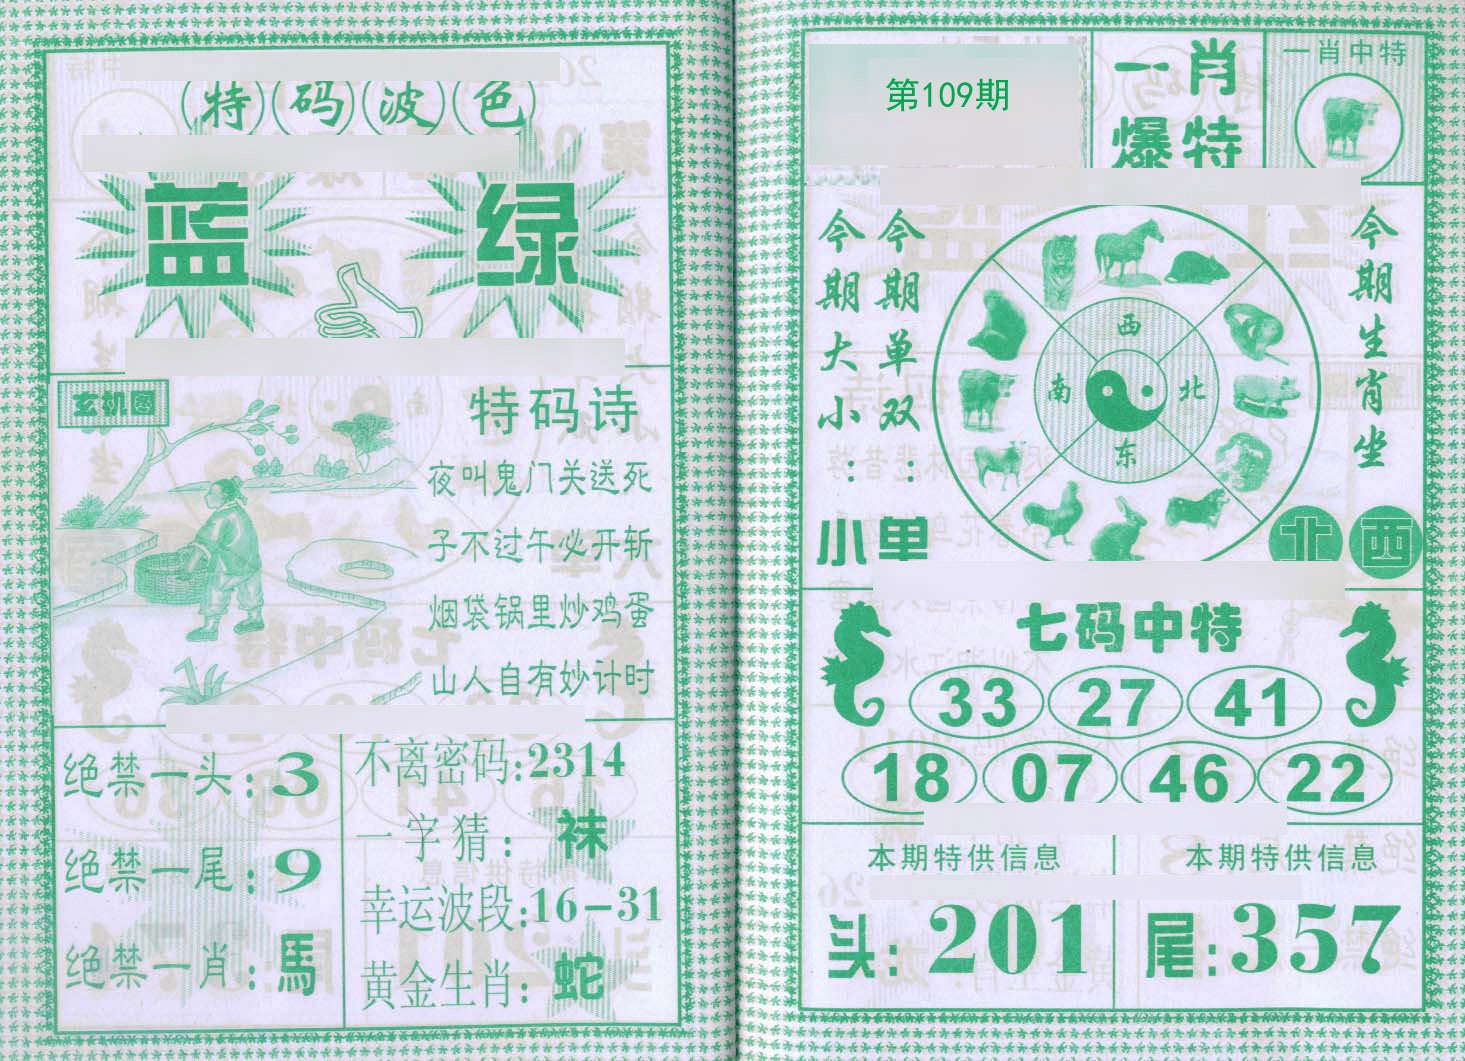 特码波色
蓝 绿
玄机图
特码诗
夜叫鬼门关送死
子不过午必开斩
烟袋锅里炒鸡蛋
山人自有妙计时
绝禁一头:3
绝禁一尾:9
绝禁一肖:馬
不离密码:2314
一字猜: 袜
幸运波段:16-31
黄金生肖: 蛇
第109期
一肖
爆特
一肖中特
今期大小:小
今期单双:单
西
南 北
东
今期生肖坐
北 西
七码中特
33 27 41
18 07 46 22
本期特供信息
头:201
本期特供信息
尾:357